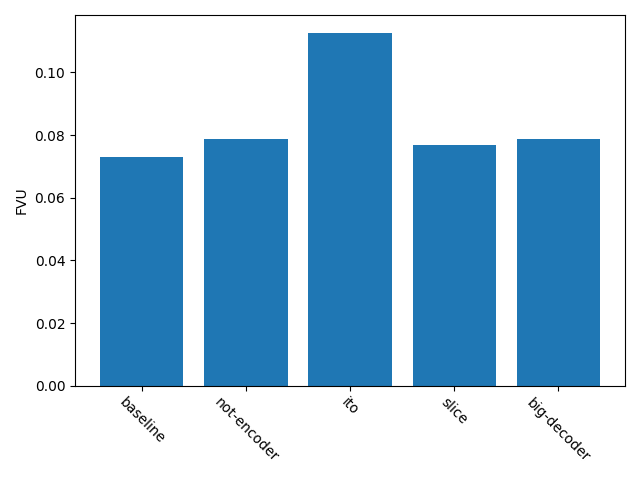 FVU
0.10
0.08
0.06
0.04
0.02
0.00
baseline
not-encoder
ito
slice
big-decoder